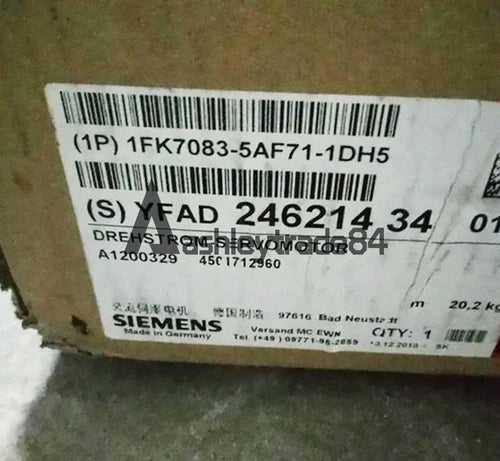 (1P) 1FK7083-5AF71-1DH5
(S) YFAD 246214 34 01
Ashleytrade84
DREHSTROM-SERVOMOTOR
A1200329 4501712960
m 20,2 kg
交流伺服电机 德国制造 97616 Bad Neustadt
SIEMENS Versand MC EWN QTY: 1
Made in Germany Tel (+49) 09771-96-2859 SK